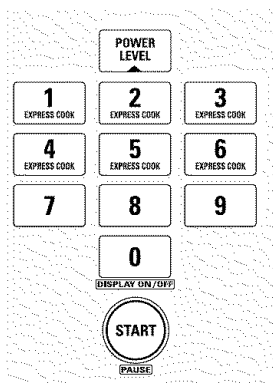 POWER
LEVEL
1 2 3
EXPRESS COOK EXPRESS COOK EXPRESS COOK
4 5 6
EXPRESS COOK EXPRESS COOK EXPRESS COOK
7 8 9
0
DISPLAY ON/OFF
START
PAUSE